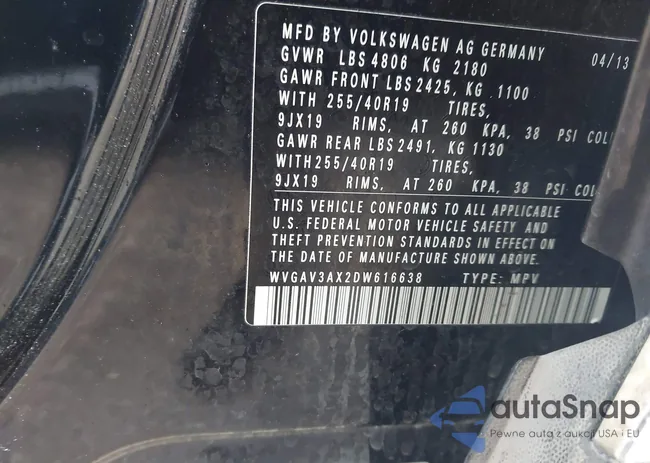 MFD BY VOLKSWAGEN AG GERMANY
04/13
GVWR LBS 4806 KG 2180
GAWR FRONT LBS 2425, KG 1100
WITH 255/40R19 TIRES,
9JX19 RIMS, AT 260 KPA, 38 PSI COL
GAWR REAR LBS 2491, KG 1130
WITH 255/40R19 TIRES,
9JX19 RIMS, AT 260 KPA, 38 PSI COL
THIS VEHICLE CONFORMS TO ALL APPLICABLE
U.S. FEDERAL MOTOR VEHICLE SAFETY AND
THEFT PREVENTION STANDARDS IN EFFECT ON
THE DATE OF MANUFACTURE SHOWN ABOVE.
WVGAV3AX2DW616638 TYPE: MPV
autaSnap
Pewne auta z aukcji USA i EU